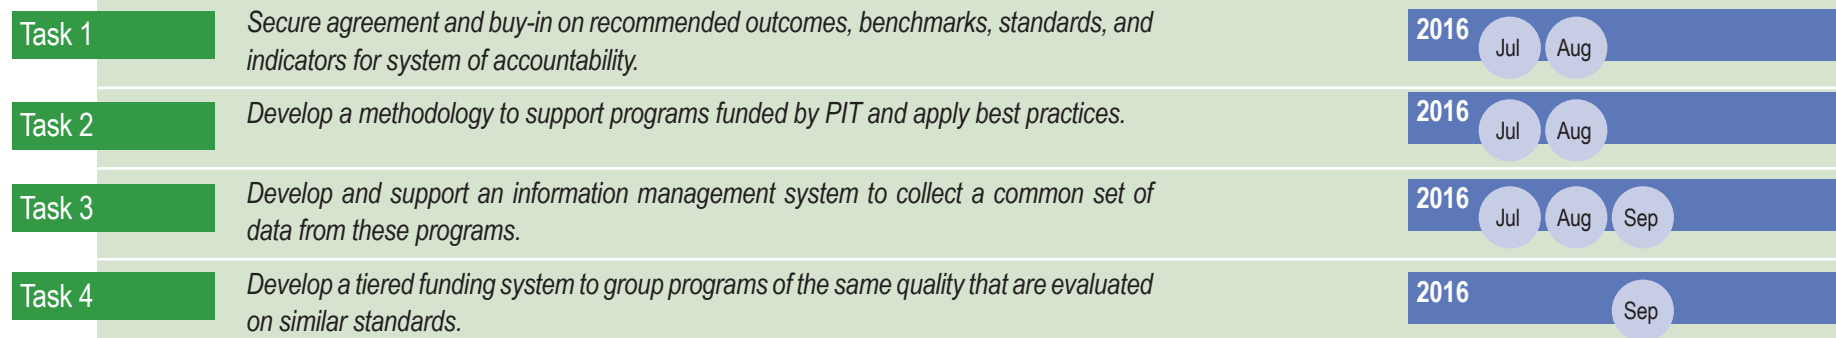 Task 1
Secure agreement and buy-in on recommended outcomes, benchmarks, standards, and
indicators for system of accountability.
2016 Jul Aug
Task 2
Develop a methodology to support programs funded by PIT and apply best practices.
2016 Jul Aug
Task 3
Develop and support an information management system to collect a common set of
data from these programs.
2016 Jul Aug Sep
Task 4
Develop a tiered funding system to group programs of the same quality that are evaluated
on similar standards.
2016 Sep